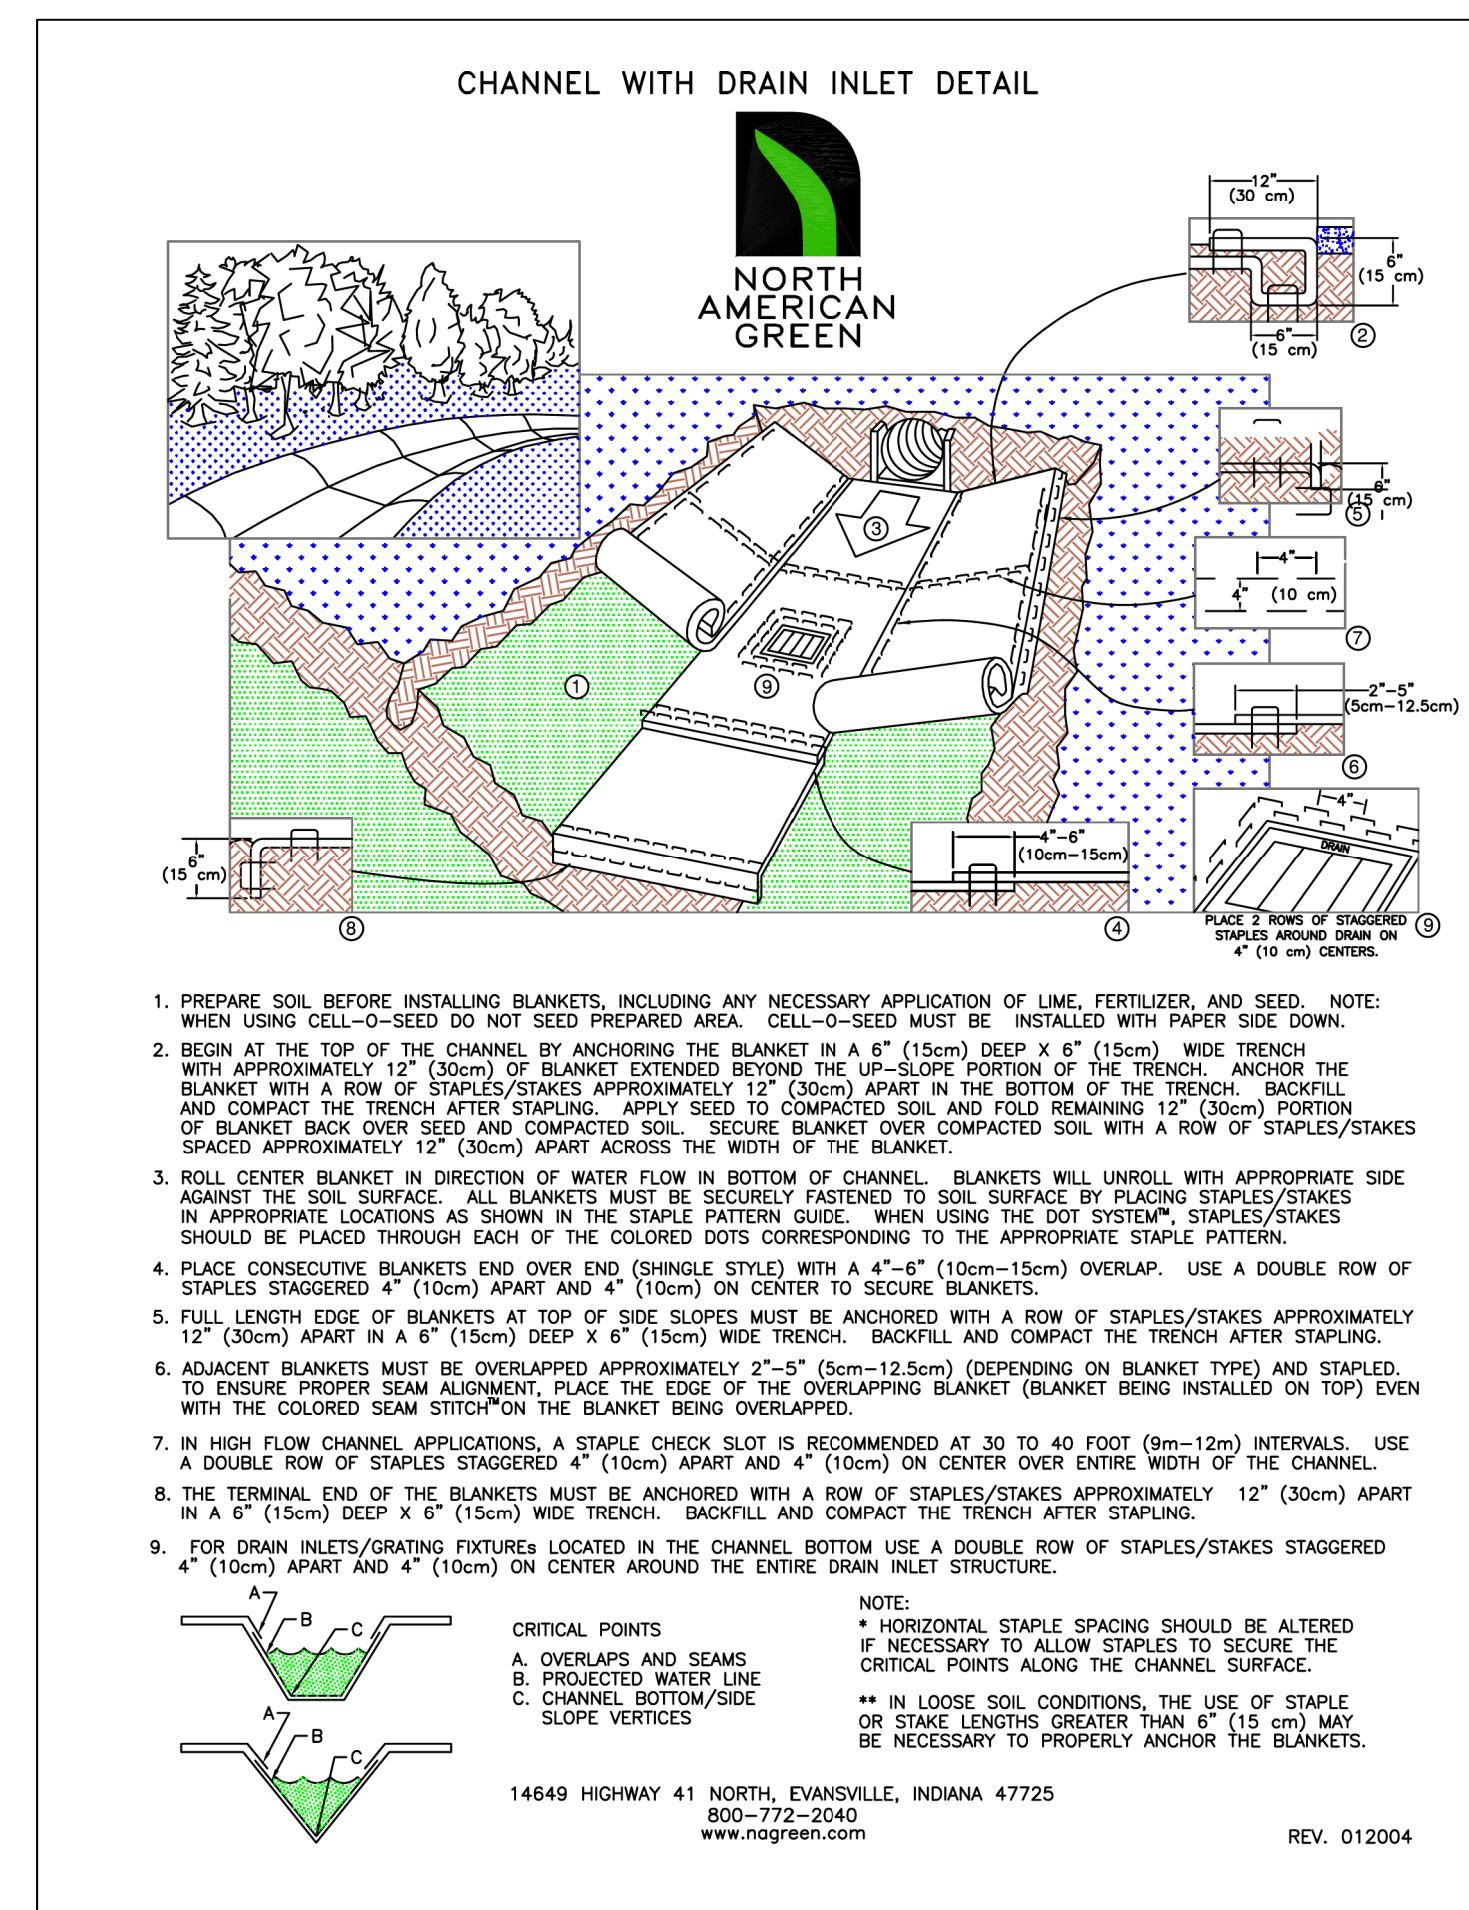 CHANNEL WITH DRAIN INLET DETAIL
NORTH
AMERICAN
GREEN
12"
(30 cm)
6"
(15 cm)
6"
(15 cm)
2
6"
(15 cm)
5
3
4"
4"
(10 cm)
7
1
9
2"-5"
(5cm-12.5cm)
6
4"
DRAIN
6"
(15 cm)
8
4"-6"
(10cm-15cm)
4
PLACE 2 ROWS OF STAGGERED
STAPLES AROUND DRAIN ON
4" (10 cm) CENTERS.
9
1. PREPARE SOIL BEFORE INSTALLING BLANKETS, INCLUDING ANY NECESSARY APPLICATION OF LIME, FERTILIZER, AND SEED. NOTE:
WHEN USING CELL-O-SEED DO NOT SEED PREPARED AREA. CELL-O-SEED MUST BE INSTALLED WITH PAPER SIDE DOWN.
2. BEGIN AT THE TOP OF THE CHANNEL BY ANCHORING THE BLANKET IN A 6" (15cm) DEEP X 6" (15cm) WIDE TRENCH
WITH APPROXIMATELY 12" (30cm) OF BLANKET EXTENDED BEYOND THE UP-SLOPE PORTION OF THE TRENCH. ANCHOR THE
BLANKET WITH A ROW OF STAPLES/STAKES APPROXIMATELY 12" (30cm) APART IN THE BOTTOM OF THE TRENCH. BACKFILL
AND COMPACT THE TRENCH AFTER STAPLING. APPLY SEED TO COMPACTED SOIL AND FOLD REMAINING 12" (30cm) PORTION
OF BLANKET BACK OVER SEED AND COMPACTED SOIL. SECURE BLANKET OVER COMPACTED SOIL WITH A ROW OF STAPLES/STAKES
SPACED APPROXIMATELY 12" (30cm) APART ACROSS THE WIDTH OF THE BLANKET.
3. ROLL CENTER BLANKET IN DIRECTION OF WATER FLOW IN BOTTOM OF CHANNEL. BLANKETS WILL UNROLL WITH APPROPRIATE SIDE
AGAINST THE SOIL SURFACE. ALL BLANKETS MUST BE SECURELY FASTENED TO SOIL SURFACE BY PLACING STAPLES/STAKES
IN APPROPRIATE LOCATIONS AS SHOWN IN THE STAPLE PATTERN GUIDE. WHEN USING THE DOT SYSTEM™, STAPLES/STAKES
SHOULD BE PLACED THROUGH EACH OF THE COLORED DOTS CORRESPONDING TO THE APPROPRIATE STAPLE PATTERN.
4. PLACE CONSECUTIVE BLANKETS END OVER END (SHINGLE STYLE) WITH A 4"-6" (10cm-15cm) OVERLAP. USE A DOUBLE ROW OF
STAPLES STAGGERED 4" (10cm) APART AND 4" (10cm) ON CENTER TO SECURE BLANKETS.
5. FULL LENGTH EDGE OF BLANKETS AT TOP OF SIDE SLOPES MUST BE ANCHORED WITH A ROW OF STAPLES/STAKES APPROXIMATELY
12" (30cm) APART IN A 6" (15cm) DEEP X 6" (15cm) WIDE TRENCH. BACKFILL AND COMPACT THE TRENCH AFTER STAPLING.
6. ADJACENT BLANKETS MUST BE OVERLAPPED APPROXIMATELY 2"-5" (5cm-12.5cm) (DEPENDING ON BLANKET TYPE) AND STAPLED.
TO ENSURE PROPER SEAM ALIGNMENT, PLACE THE EDGE OF THE OVERLAPPING BLANKET (BLANKET BEING INSTALLED ON TOP) EVEN
WITH THE COLORED SEAM STITCH™ ON THE BLANKET BEING OVERLAPPED.
7. IN HIGH FLOW CHANNEL APPLICATIONS, A STAPLE CHECK SLOT IS RECOMMENDED AT 30 TO 40 FOOT (9m-12m) INTERVALS. USE
A DOUBLE ROW OF STAPLES STAGGERED 4" (10cm) APART AND 4" (10cm) ON CENTER OVER ENTIRE WIDTH OF THE CHANNEL.
8. THE TERMINAL END OF THE BLANKETS MUST BE ANCHORED WITH A ROW OF STAPLES/STAKES APPROXIMATELY 12" (30cm) APART
IN A 6" (15cm) DEEP X 6" (15cm) WIDE TRENCH. BACKFILL AND COMPACT THE TRENCH AFTER STAPLING.
9. FOR DRAIN INLETS/GRATING FIXTUREs LOCATED IN THE CHANNEL BOTTOM USE A DOUBLE ROW OF STAPLES/STAKES STAGGERED
4" (10cm) APART AND 4" (10cm) ON CENTER AROUND THE ENTIRE DRAIN INLET STRUCTURE.
A
B
C
A
B
C
CRITICAL POINTS
A. OVERLAPS AND SEAMS
B. PROJECTED WATER LINE
C. CHANNEL BOTTOM/SIDE
SLOPE VERTICES
NOTE:
* HORIZONTAL STAPLE SPACING SHOULD BE ALTERED
IF NECESSARY TO ALLOW STAPLES TO SECURE THE
CRITICAL POINTS ALONG THE CHANNEL SURFACE.
** IN LOOSE SOIL CONDITIONS, THE USE OF STAPLE
OR STAKE LENGTHS GREATER THAN 6" (15 cm) MAY
BE NECESSARY TO PROPERLY ANCHOR THE BLANKETS.
14649 HIGHWAY 41 NORTH, EVANSVILLE, INDIANA 47725
800-772-2040
www.nagreen.com
REV. 012004